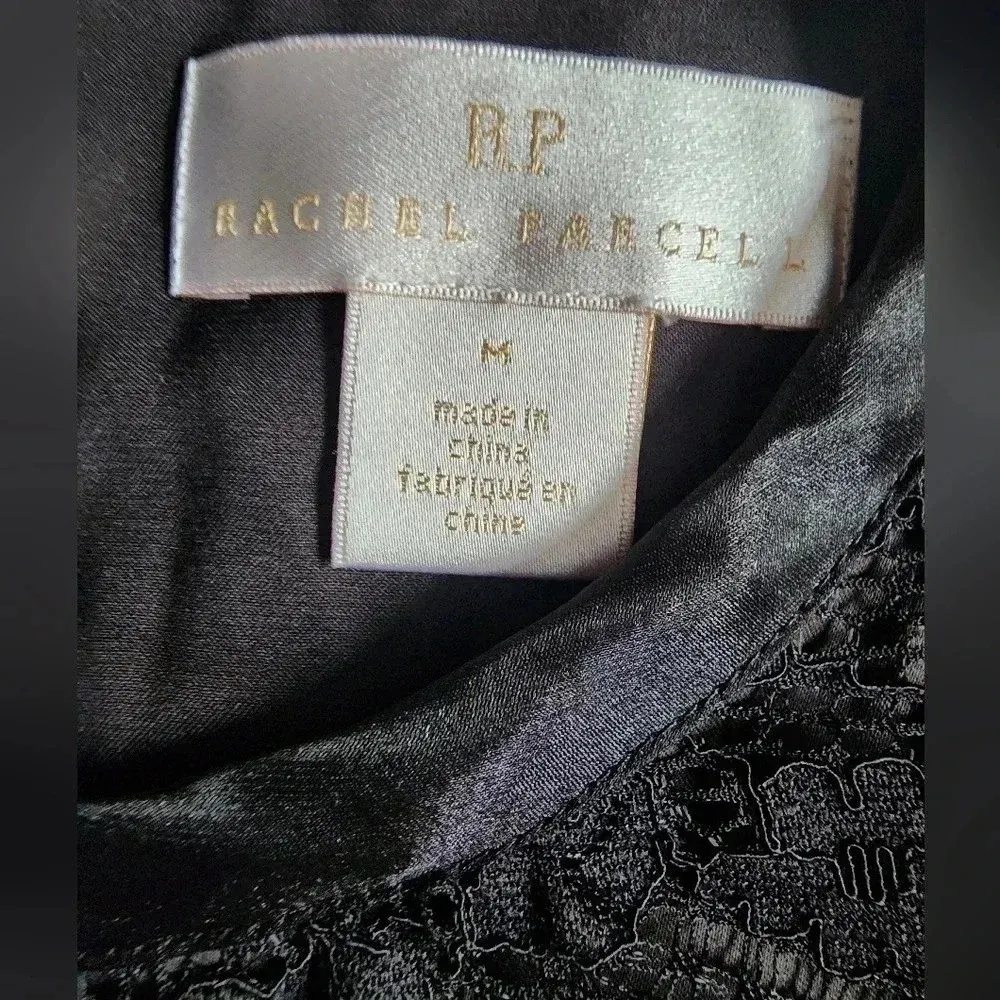 RP
RACHEL PARCELL
M
made in
china
fabriqué en
chine